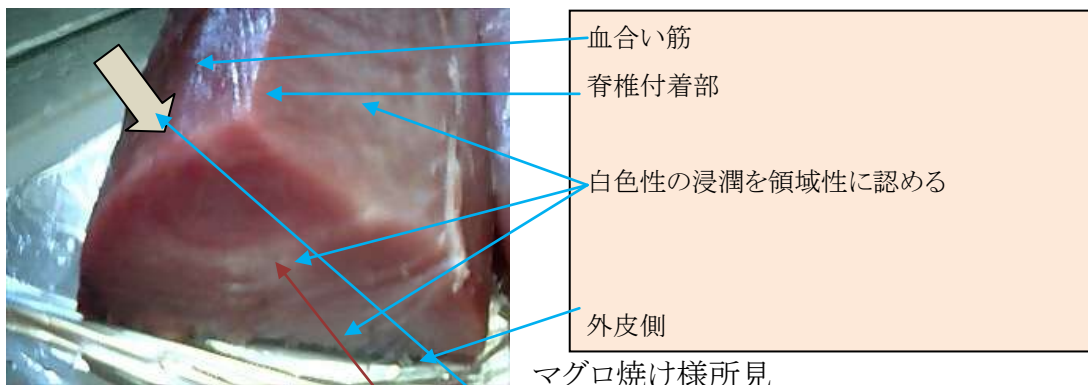 血合い筋
脊椎付着部
白色性の浸潤を領域性に認める
外皮側
マグロ焼け様所見